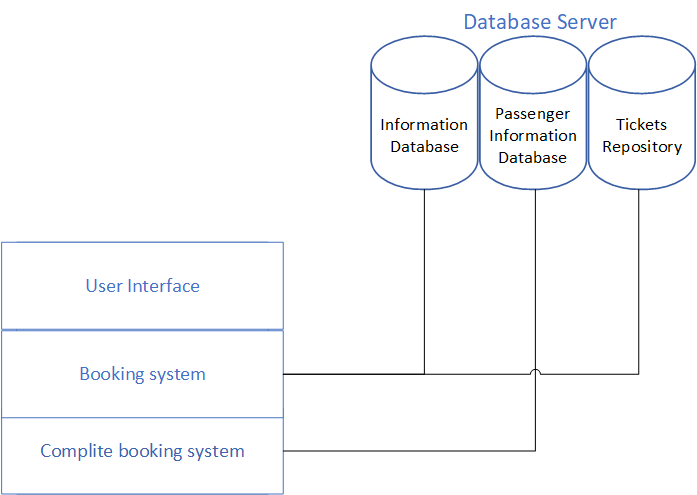 Database Server
Information
Database
Passenger
Information
Database
Tickets
Repository
User Interface
Booking system
Complite booking system